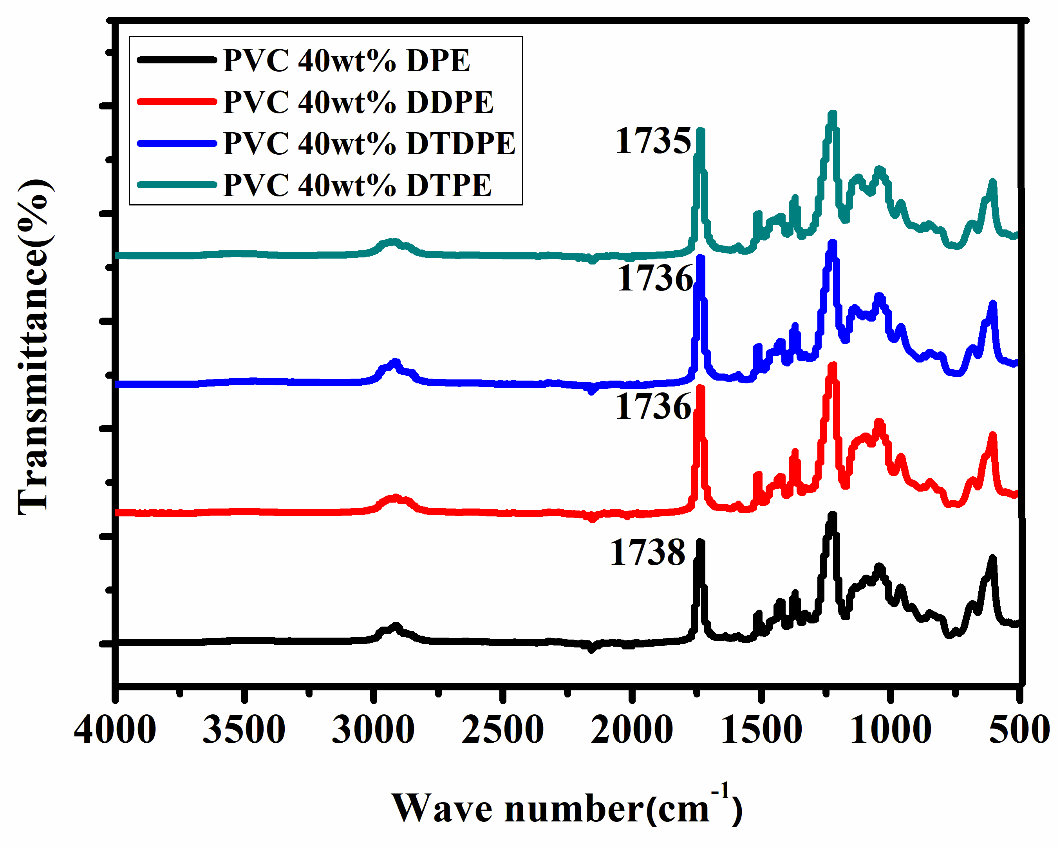 PVC 40wt% DPE
PVC 40wt% DDPE
PVC 40wt% DTDPE
PVC 40wt% DTPE
1735
1736
1736
1738
Transmittance(%)
4000 3500 3000 2500 2000 1500 1000 500
Wave number(cm⁻¹)